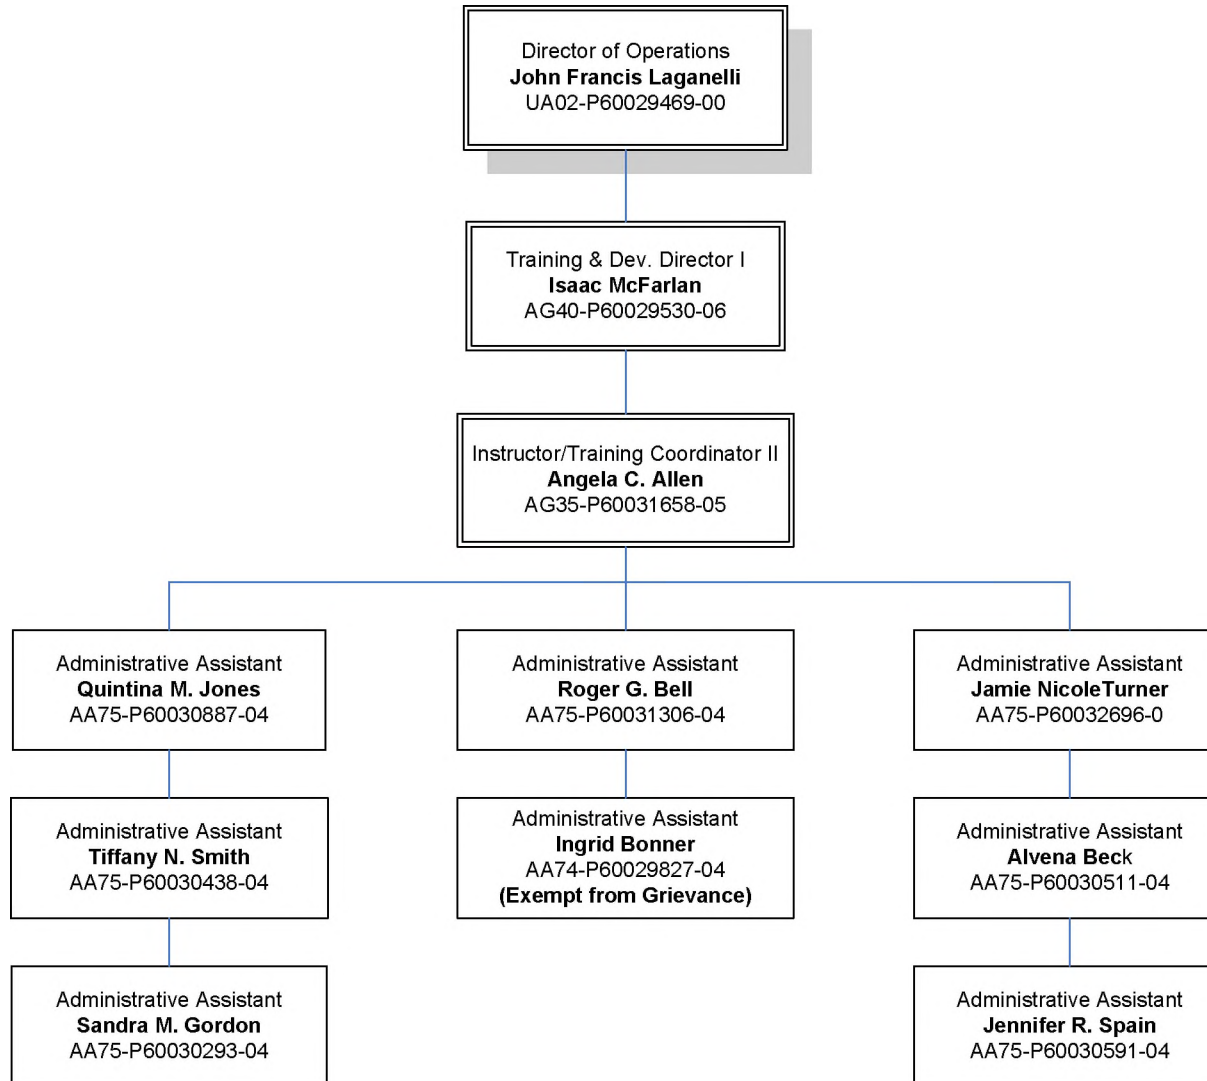 Director of Operations
John Francis Laganelli
UA02-P60029469-00
Training & Dev. Director I
Isaac McFarlan
AG40-P60029530-06
Instructor/Training Coordinator II
Angela C. Allen
AG35-P60031658-05
Administrative Assistant
Quintina M. Jones
AA75-P60030887-04
Administrative Assistant
Roger G. Bell
AA75-P60031306-04
Administrative Assistant
Jamie NicoleTurner
AA75-P60032696-0
Administrative Assistant
Tiffany N. Smith
AA75-P60030438-04
Administrative Assistant
Ingrid Bonner
AA74-P60029827-04
(Exempt from Grievance)
Administrative Assistant
Alvena Beck
AA75-P60030511-04
Administrative Assistant
Sandra M. Gordon
AA75-P60030293-04
Administrative Assistant
Jennifer R. Spain
AA75-P60030591-04